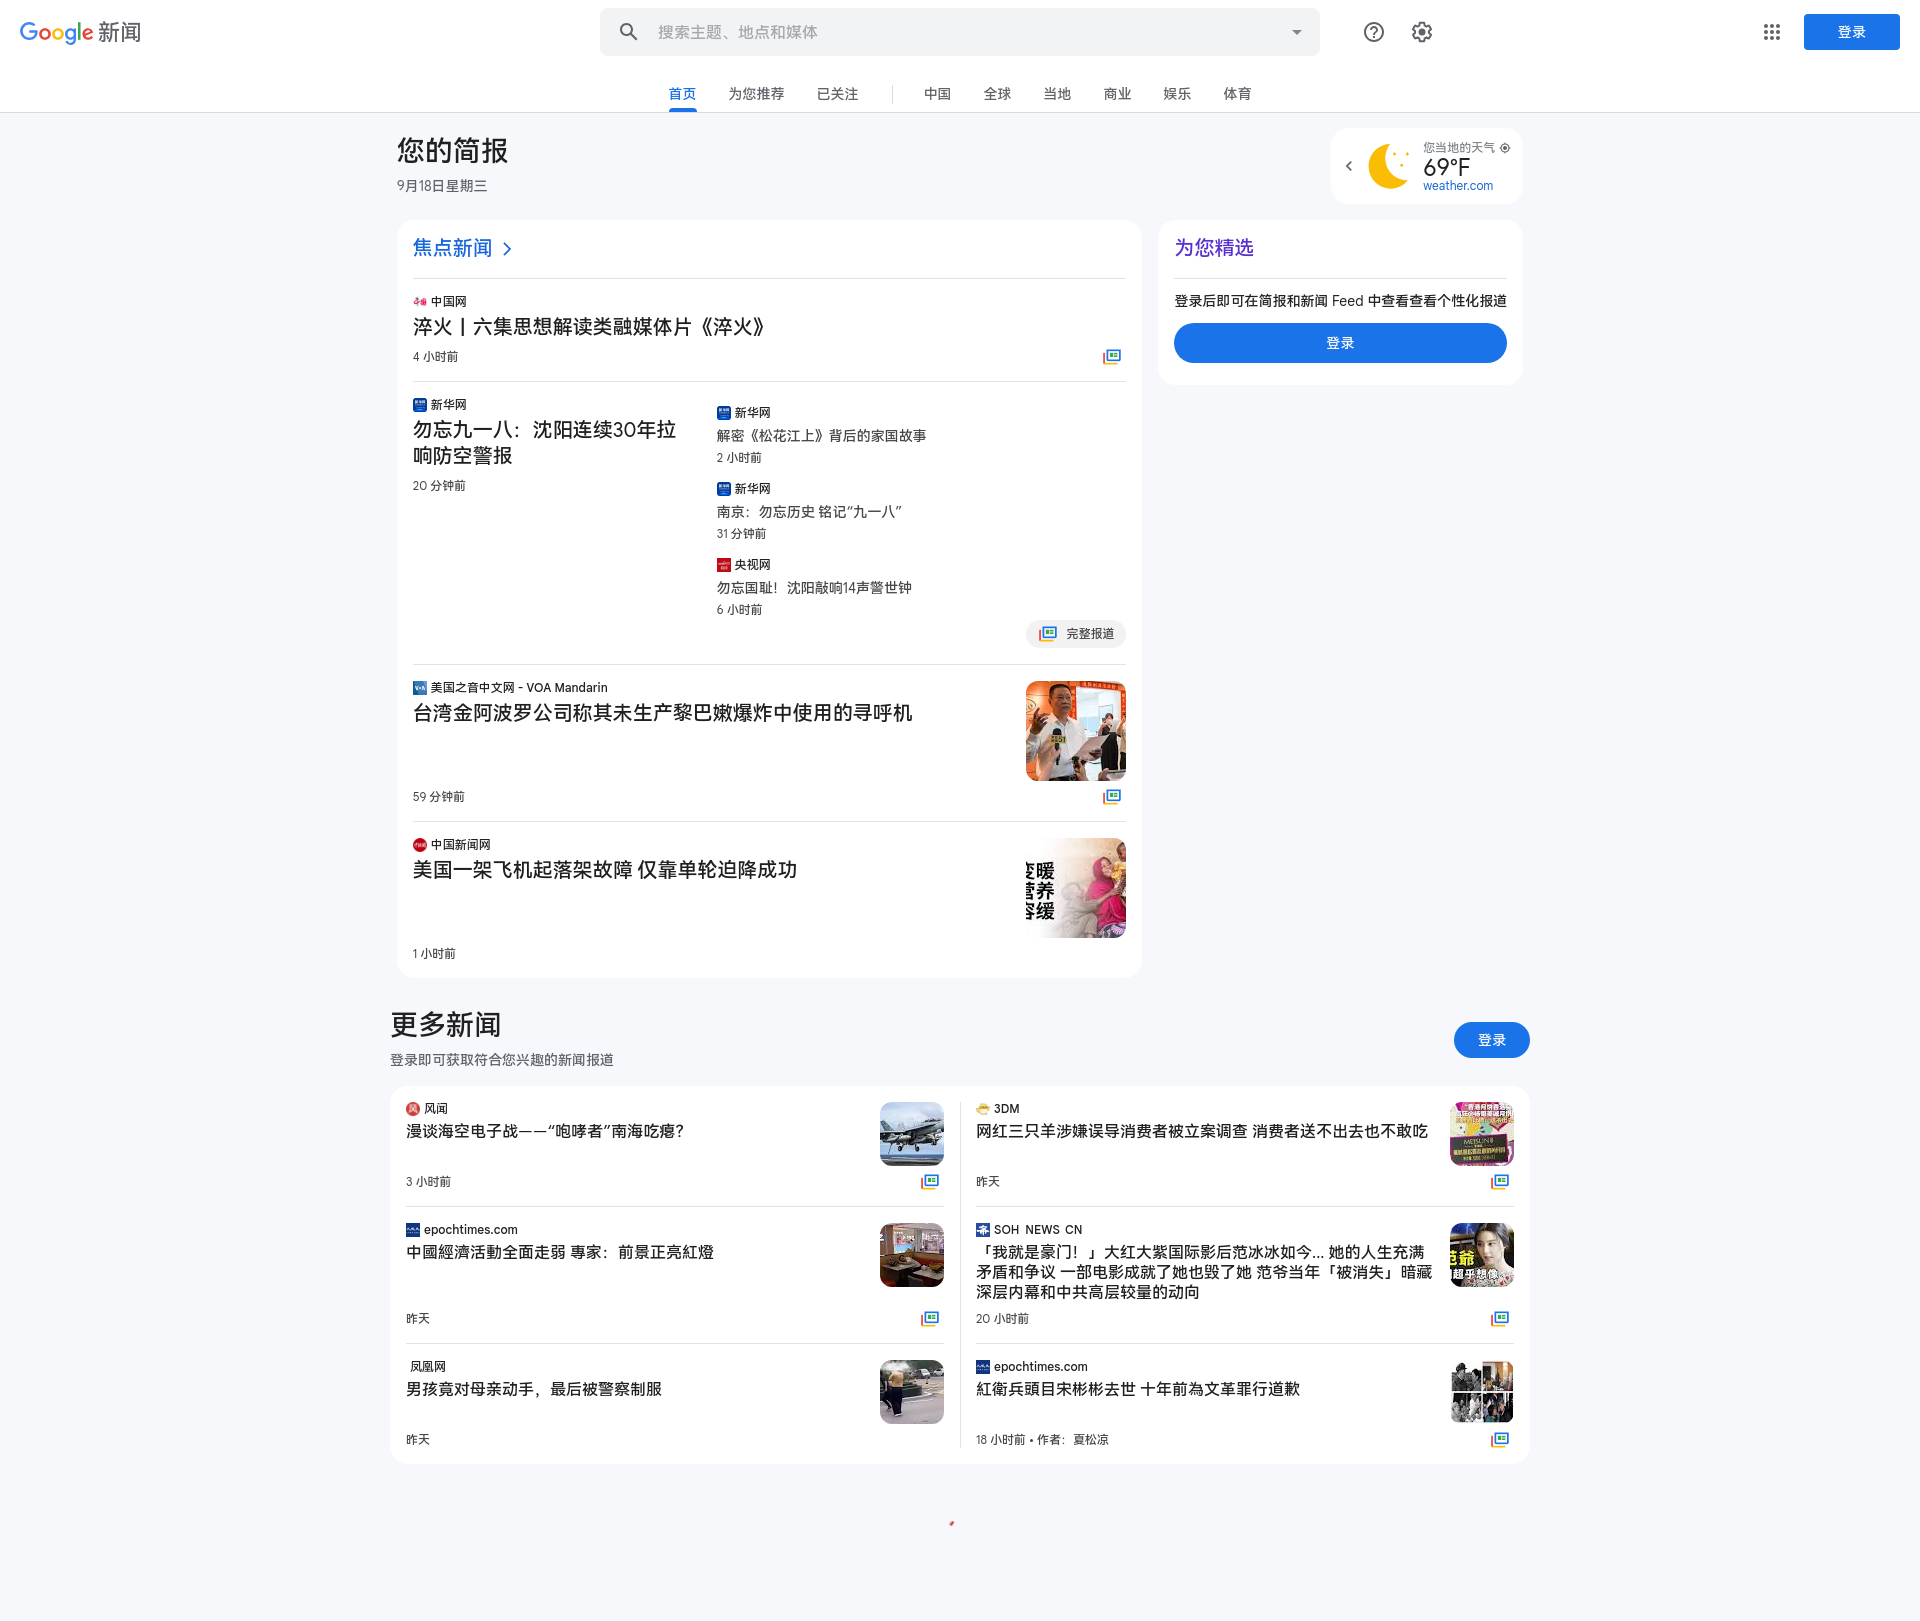 Google 新闻
搜索主题、地点和媒体
登录
首页
为您推荐
已关注
中国
全球
当地
商业
娱乐
体育
您的简报
9月18日星期三
您当地的天气
69°F
weather.com
焦点新闻
中国网
淬火丨六集思想解读类融媒体片《淬火》
4 小时前
新华网
勿忘九一八：沈阳连续30年拉
响防空警报
20 分钟前
新华网
解密《松花江上》背后的家国故事
2 小时前
新华网
南京：勿忘历史 铭记“九一八”
31 分钟前
央视网
勿忘国耻！沈阳敲响14声警世钟
6 小时前
完整报道
美国之音中文网 - VOA Mandarin
台湾金阿波罗公司称其未生产黎巴嫩爆炸中使用的寻呼机
59 分钟前
中国新闻网
美国一架飞机起落架故障 仅靠单轮迫降成功
变暖
营养
容缓
1 小时前
为您精选
登录后即可在简报和新闻 Feed 中查看查看个性化报道
登录
更多新闻
登录即可获取符合您兴趣的新闻报道
登录
风闻
漫谈海空电子战——“咆哮者”南海吃瘪？
3 小时前
epochtimes.com
中國經濟活動全面走弱 專家：前景正亮紅燈
昨天
凤凰网
男孩竟对母亲动手，最后被警察制服
昨天
3DM
网红三只羊涉嫌误导消费者被立案调查 消费者送不出去也不敢吃
昨天
SOH_NEWS_CN
「我就是豪门！」大红大紫国际影后范冰冰如今... 她的人生充满
矛盾和争议 一部电影成就了她也毁了她 范爷当年「被消失」暗藏
深层内幕和中共高层较量的动向
20 小时前
epochtimes.com
紅衛兵頭目宋彬彬去世 十年前為文革罪行道歉
18 小时前 • 作者：夏松凉